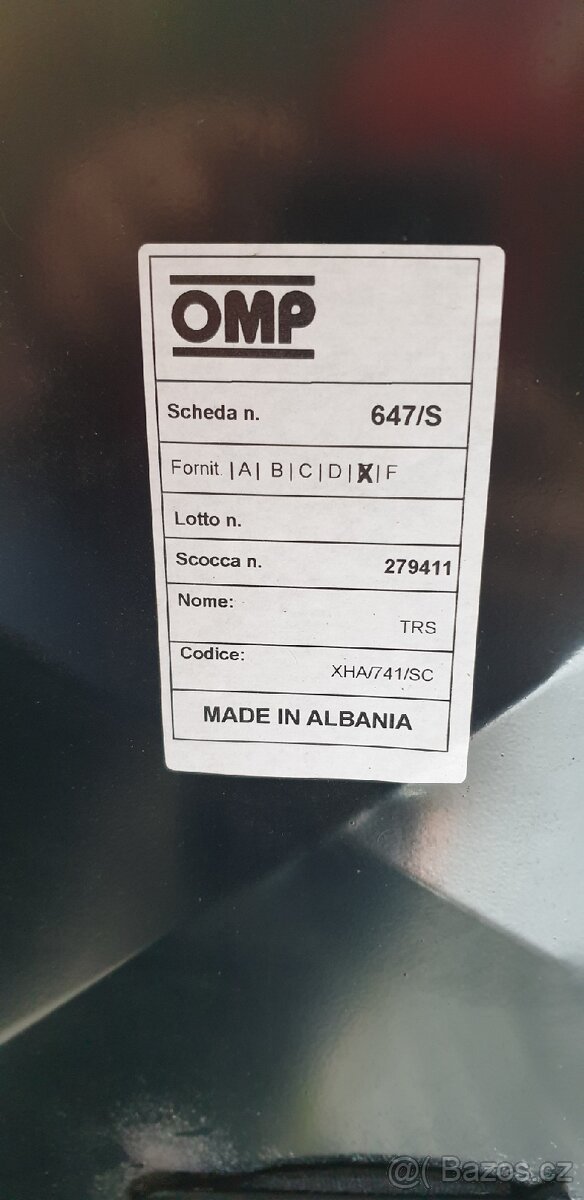 OMP
Scheda n. 647/S
Fornit. |A| B|C|D|X|F
Lotto n.
Scocca n. 279411
Nome:
TRS
Codice:
XHA/741/SC
MADE IN ALBANIA
@( Bazos.cz